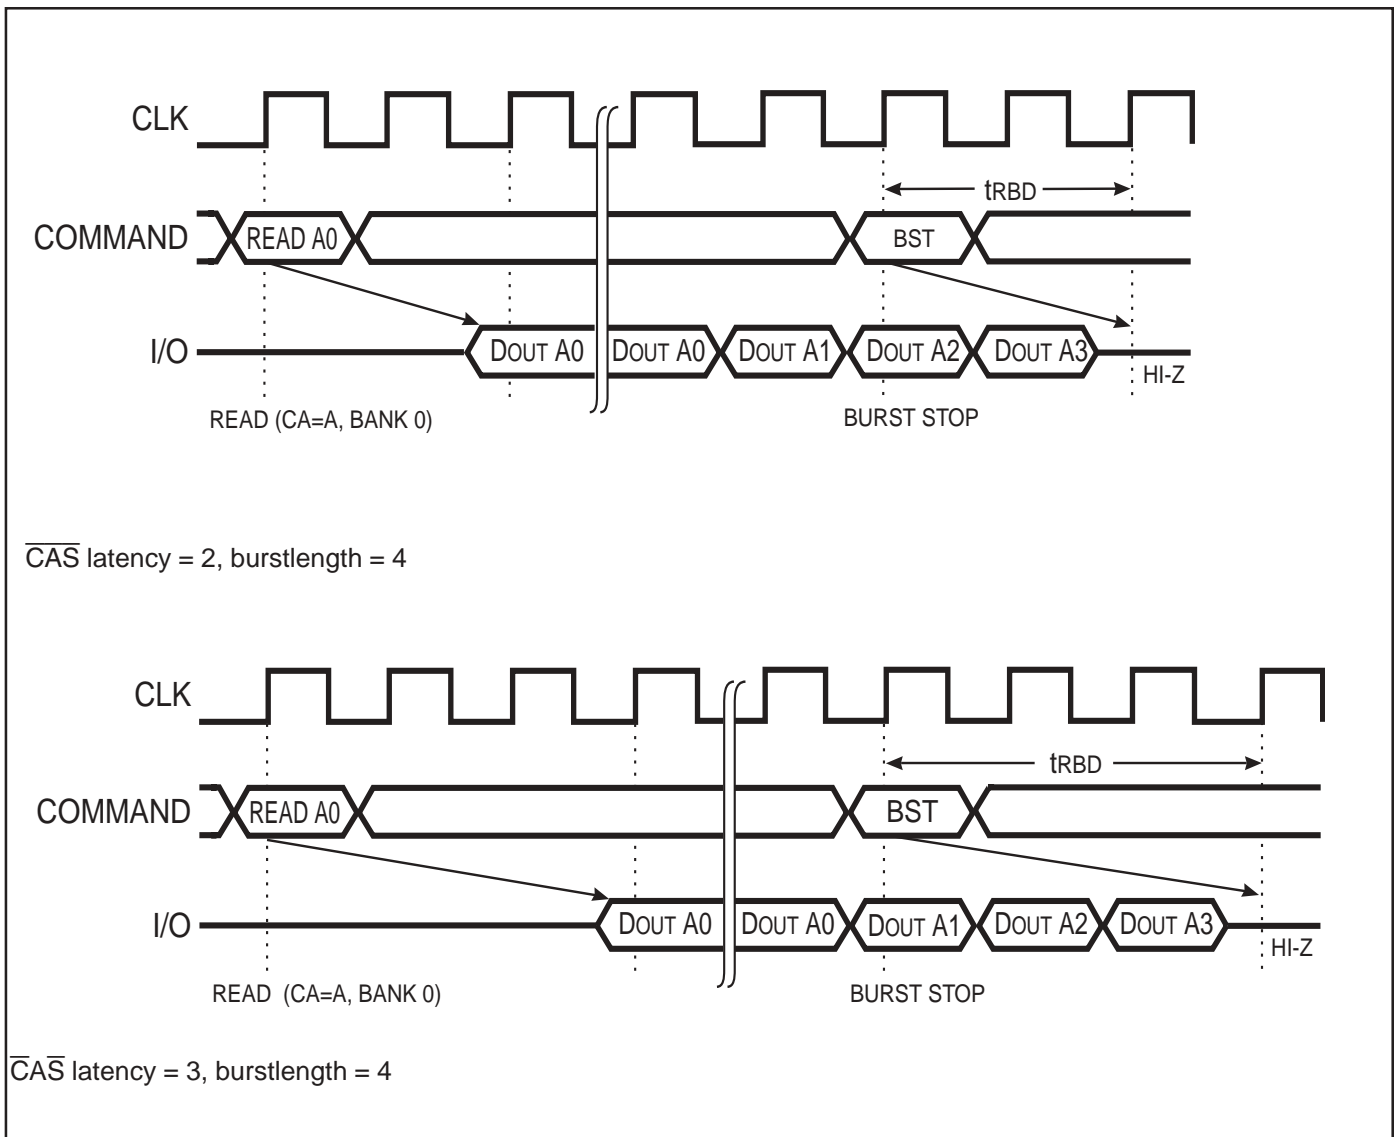 CLK
tRBD
COMMAND READ A0 BST
I/O DOUT A0 DOUT A0 DOUT A1 DOUT A2 DOUT A3
HI-Z
READ (CA=A, BANK 0) BURST STOP
CAS latency = 2, burstlength = 4
CLK
tRBD
COMMAND READ A0 BST
I/O DOUT A0 DOUT A0 DOUT A1 DOUT A2 DOUT A3
HI-Z
READ (CA=A, BANK 0) BURST STOP
CAS latency = 3, burstlength = 4